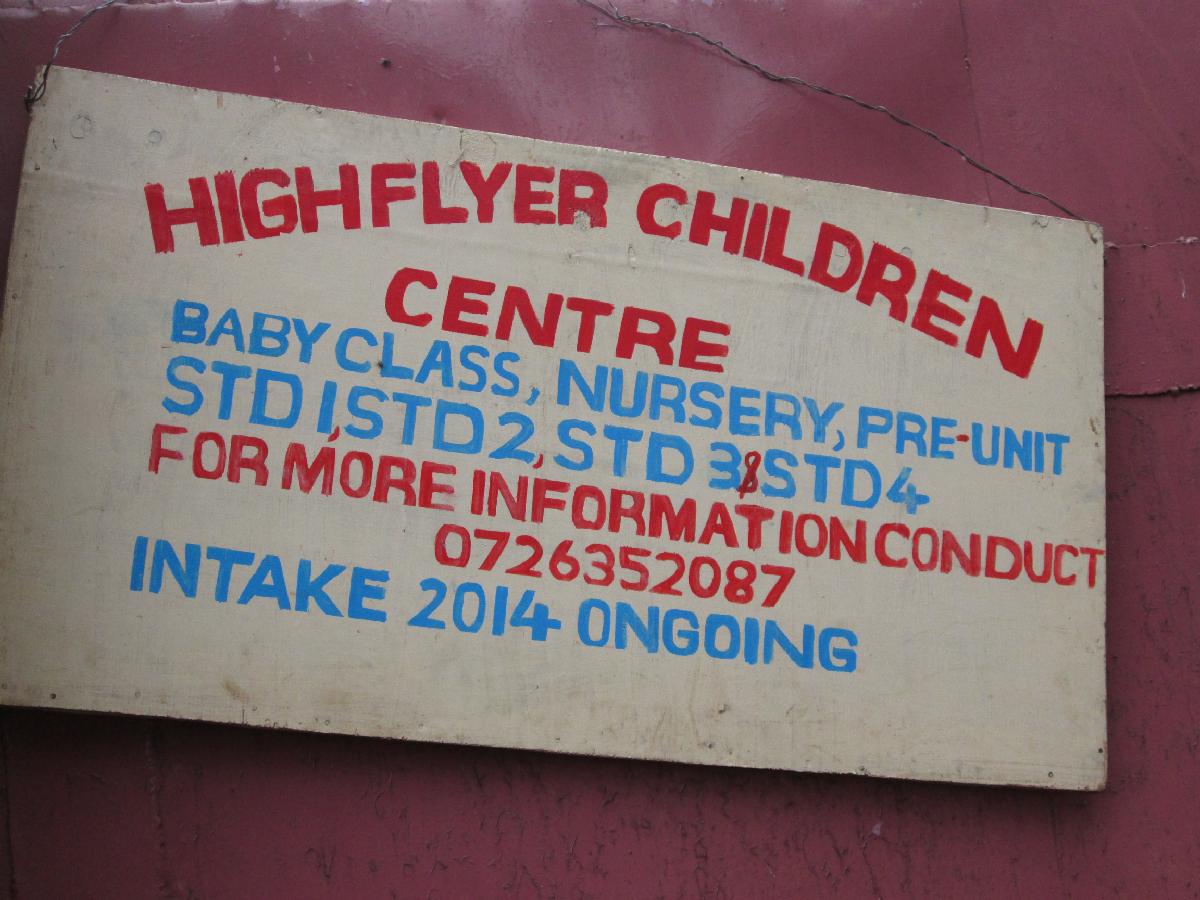 HIGHFLYER CHILDREN
CENTRE
BABY CLASS, NURSERY, PRE-UNIT
STD 1, STD 2, STD 3 & STD 4
FOR MORE INFORMATION CONDUCT
0726352087
INTAKE 2014 ONGOING